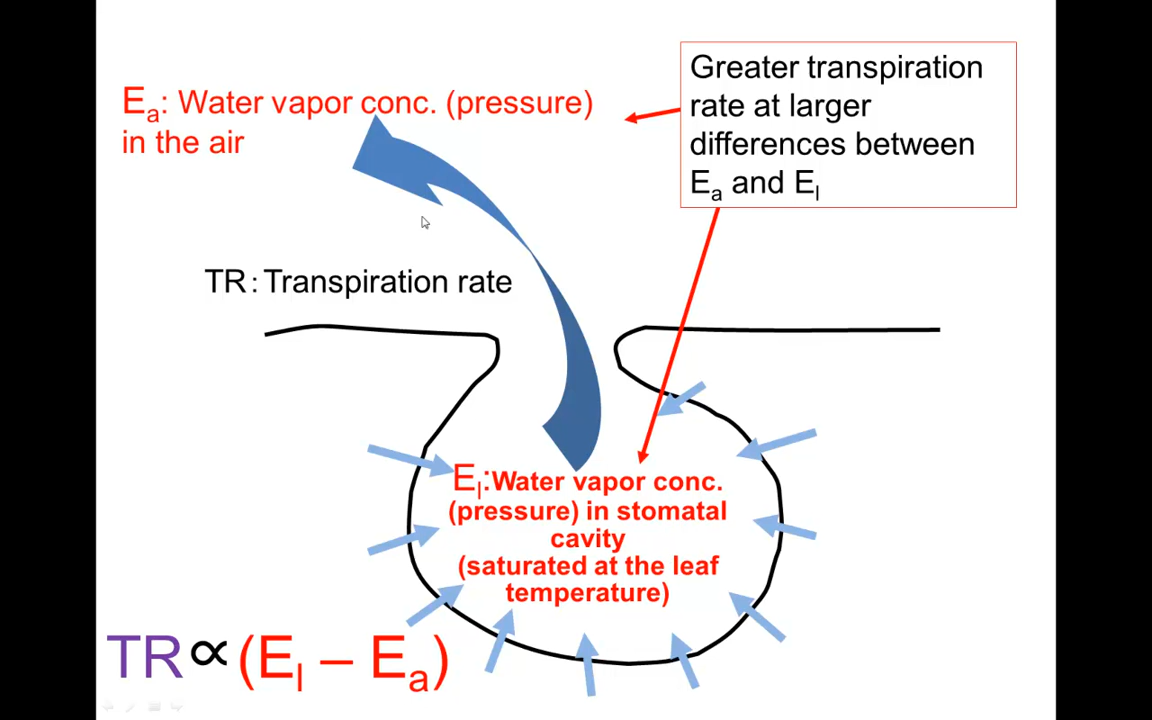 Ea: Water vapor conc. (pressure)
in the air
Greater transpiration
rate at larger
differences between
Ea and El
TR: Transpiration rate
El:Water vapor conc.
(pressure) in stomatal
cavity
(saturated at the leaf
temperature)
TR∝(El – Ea)